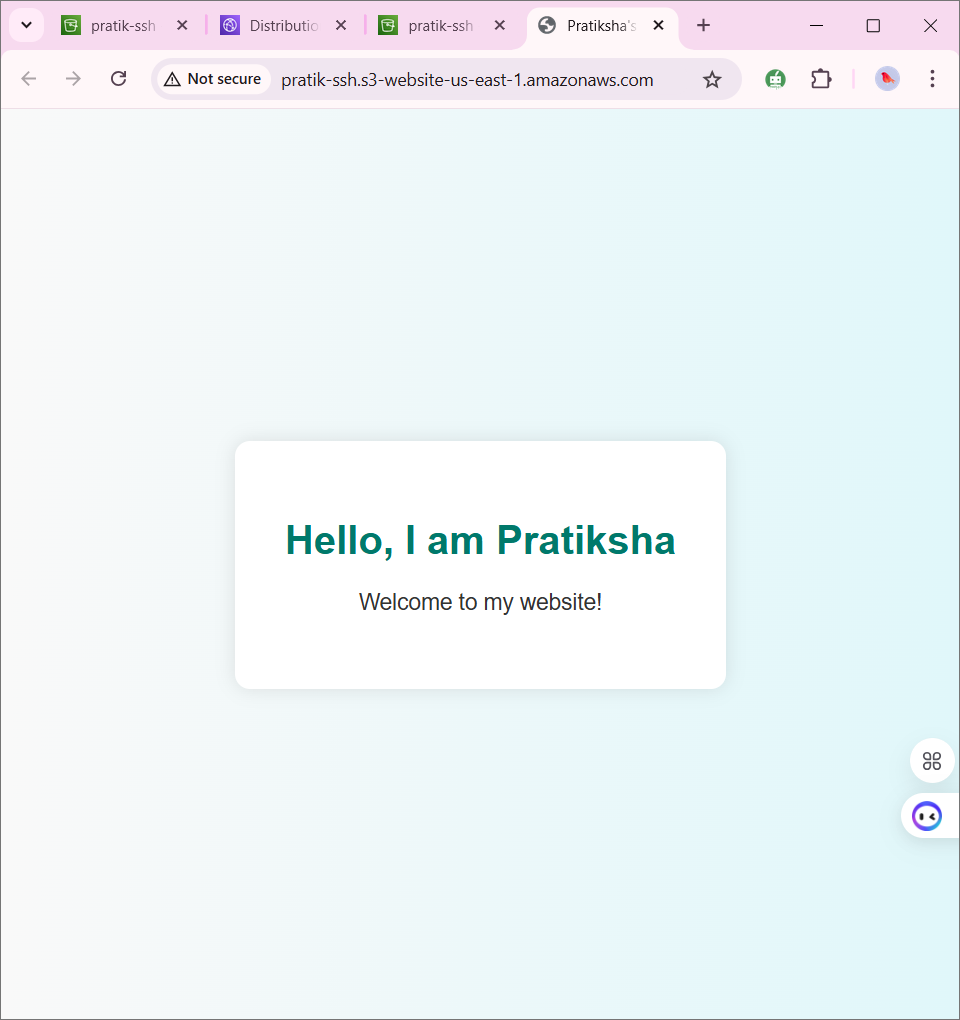 pratik-ssh
Distributio
pratik-ssh
Pratiksha's
Not secure
pratik-ssh.s3-website-us-east-1.amazonaws.com
Hello, I am Pratiksha
Welcome to my website!